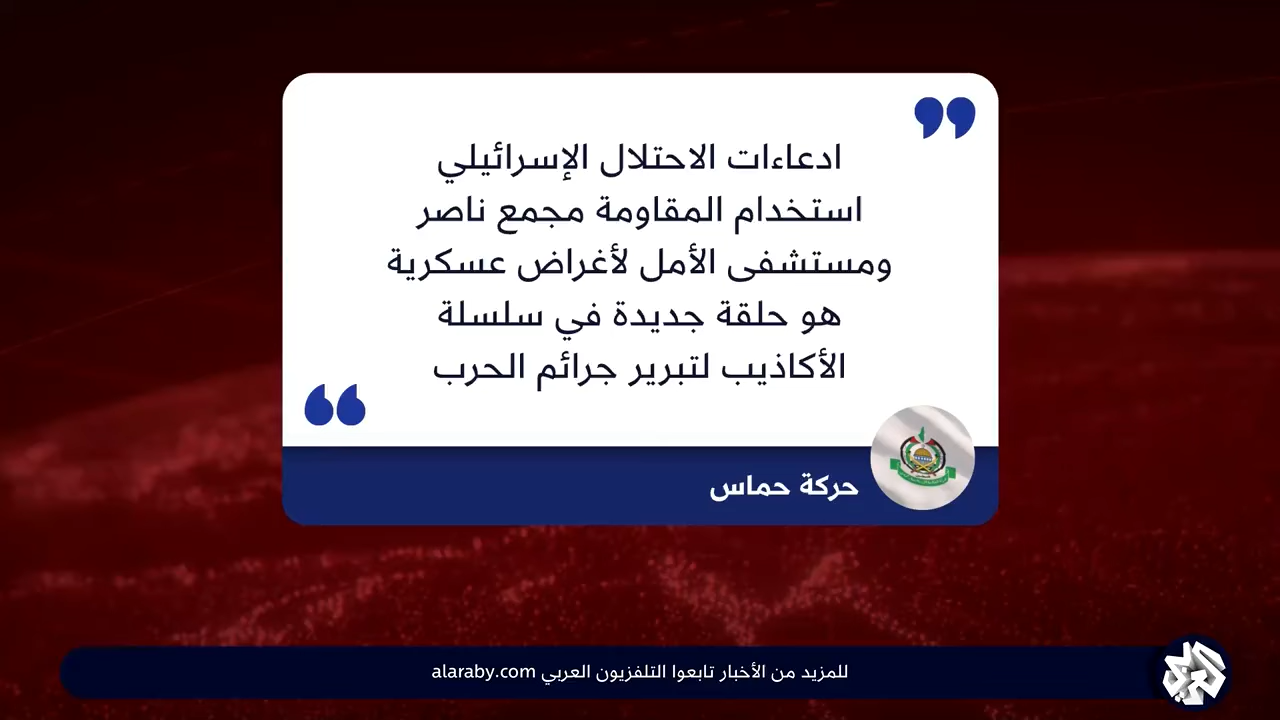 ادعاءات الاحتلال الإسرائيلي
استخدام المقاومة مجمع ناصر
ومستشفى الأمل لأغراض عسكرية
هو حلقة جديدة في سلسلة
الأكاذيب لتبرير جرائم الحرب
حركة حماس
للمزيد من الأخبار تابعوا التلفزيون العربي alaraby.com